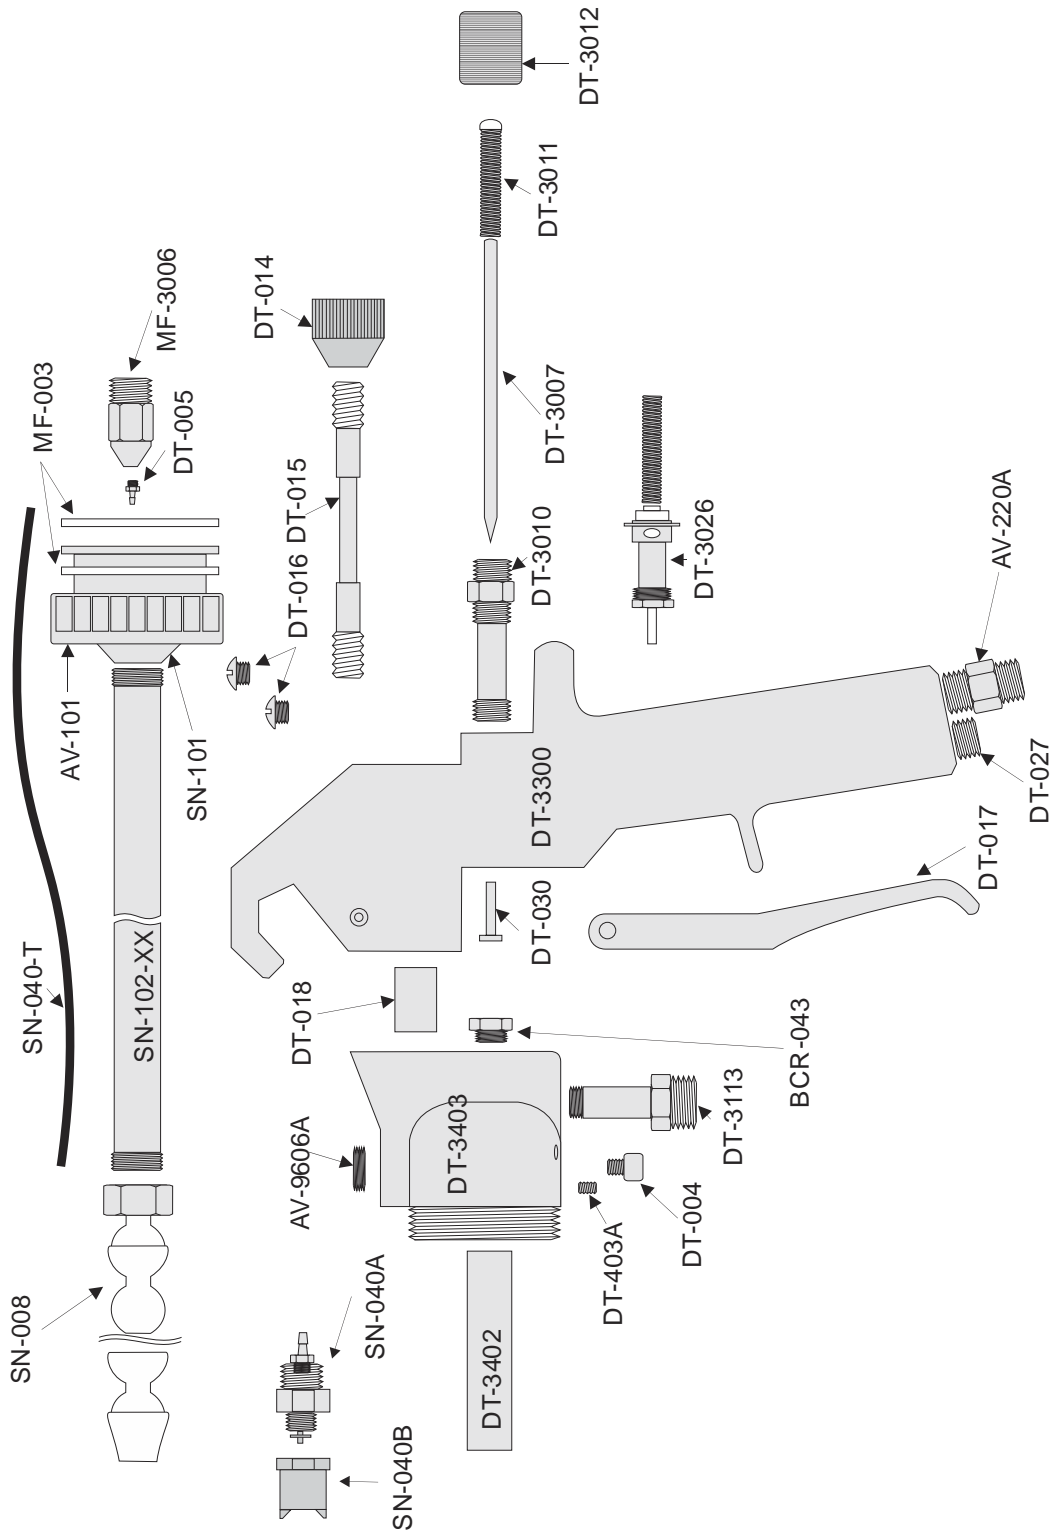 DT-3012
DT-3011
MF-3006
DT-014
MF-003
DT-005
DT-3007
DT-015
DT-016
DT-3010
DT-3026
AV-220A
AV-101
SN-101
DT-3300
DT-027
DT-017
SN-040-T
SN-102-XX
DT-030
DT-018
BCR-043
DT-3113
AV-9606A
DT-3403
DT-004
DT-403A
SN-008
SN-040A
DT-3402
SN-040B